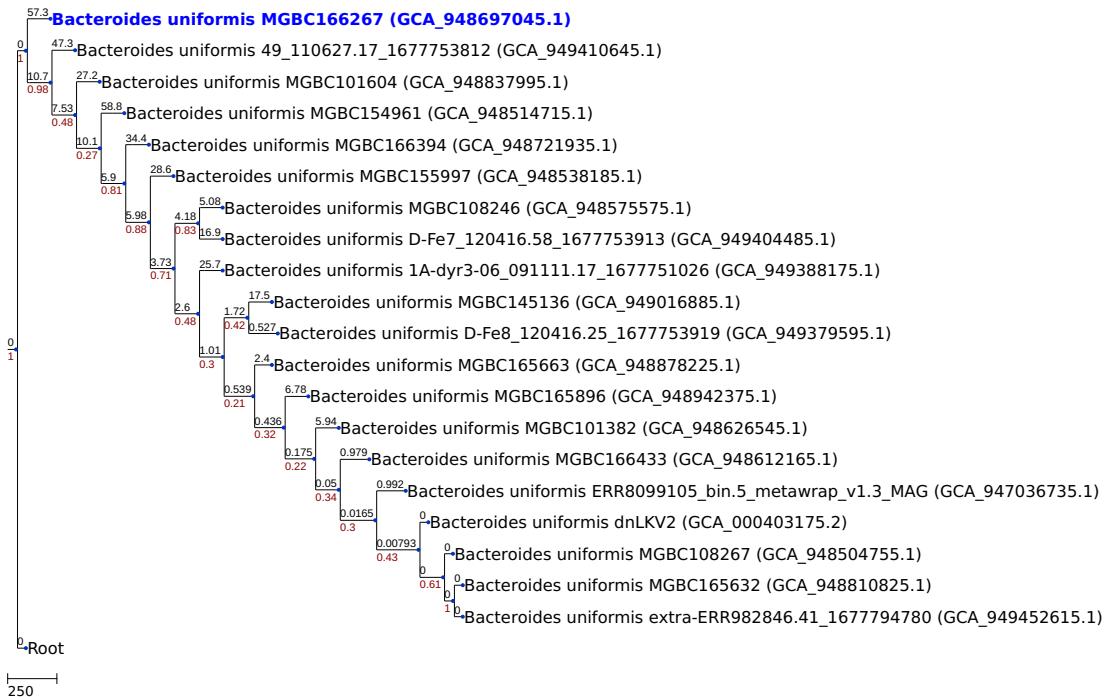 57.3 Bacteroides uniformis MGBC166267 (GCA_948697045.1)
0
1
47.3 Bacteroides uniformis 49_110627.17_1677753812 (GCA_949410645.1)
10.7
0.98
27.2 Bacteroides uniformis MGBC101604 (GCA_948837995.1)
7.53
0.48
58.8 Bacteroides uniformis MGBC154961 (GCA_948514715.1)
10.1
0.27
34.4 Bacteroides uniformis MGBC166394 (GCA_948721935.1)
5.9
0.81
28.6 Bacteroides uniformis MGBC155997 (GCA_948538185.1)
5.98
0.88
5.08 Bacteroides uniformis MGBC108246 (GCA_948575575.1)
4.18
0.83
16.9 Bacteroides uniformis D-Fe7_120416.58_1677753913 (GCA_949404485.1)
3.73
0.71
25.7 Bacteroides uniformis 1A-dyr3-06_091111.17_1677751026 (GCA_949388175.1)
2.6
0.48
17.5 Bacteroides uniformis MGBC145136 (GCA_949016885.1)
1.72
0.42
0.527 Bacteroides uniformis D-Fe8_120416.25_1677753919 (GCA_949379595.1)
0
1
1.01
0.3
2.4 Bacteroides uniformis MGBC165663 (GCA_948878225.1)
0.539
0.21
6.78 Bacteroides uniformis MGBC165896 (GCA_948942375.1)
0.436
0.32
5.94 Bacteroides uniformis MGBC101382 (GCA_948626545.1)
0.175
0.22
0.979 Bacteroides uniformis MGBC166433 (GCA_948612165.1)
0.05
0.34
0.992 Bacteroides uniformis ERR8099105_bin.5_metawrap_v1.3_MAG (GCA_947036735.1)
0.0165
0.3
0 Bacteroides uniformis dnLKV2 (GCA_000403175.2)
0.00793
0.43
0 Bacteroides uniformis MGBC108267 (GCA_948504755.1)
0
0.61
0 Bacteroides uniformis MGBC165632 (GCA_948810825.1)
0
1
0 Bacteroides uniformis extra-ERR982846.41_1677794780 (GCA_949452615.1)
0 Root
250